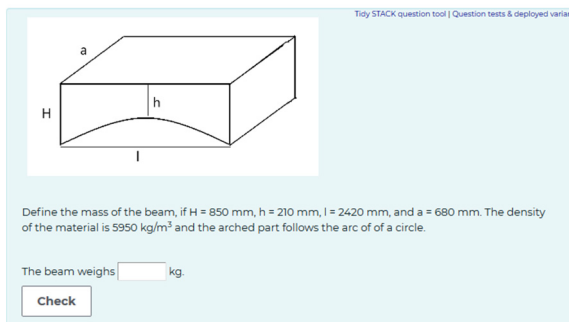 Tidy STACK question tool | Question tests & deployed
a
h
H
l
Define the mass of the beam, if H = 850 mm, h = 210 mm, l = 2420 mm, and a = 680 mm. The density
of the material is 5950 kg/m³ and the arched part follows the arc of of a circle.
The beam weighs kg.
Check